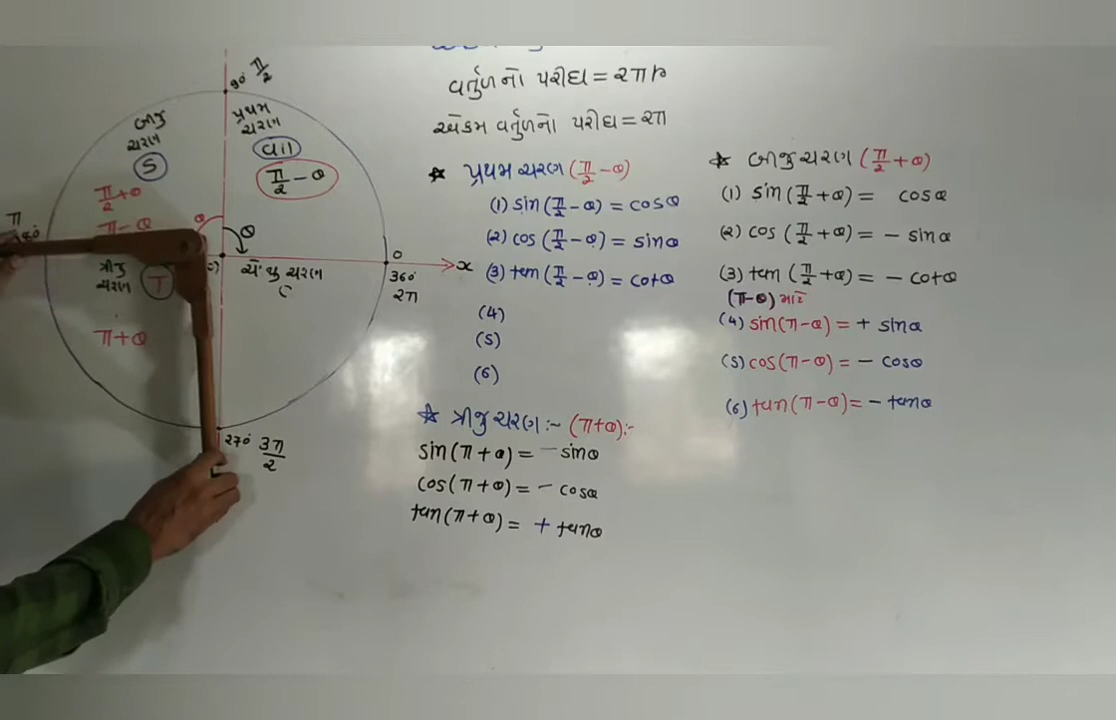 વર્તુળનો પરીઘ = ૨πr
એકમ વર્તુળનો પરીઘ = ૨π
90° π/2
બીજુ ચરણ
S
પ્રથમ ચરણ
π/2 - θ
π/2 + θ
π - θ
θ
θ
π
ત્રીજુ ચરણ
T
π + θ
ચરણ
0
360°
2π
x
270° 3π/2
★ પ્રથમ ચરણ (π/2 - θ)
(1) sin(π/2 - θ) = cosθ
(2) cos(π/2 - θ) = sinθ
(3) tan(π/2 - θ) = cotθ
(4)
(5)
(6)
★ ત્રીજુ ચરણ :- (π+θ):-
sin(π + θ) = - sinθ
cos(π + θ) = - cosθ
tan(π + θ) = + tanθ
★ બીજુ ચરણ (π/2 + θ)
(1) sin(π/2 + θ) = cosθ
(2) cos(π/2 + θ) = - sinθ
(3) tan(π/2 + θ) = - cotθ
(π-θ) માટે
(4) sin(π-θ) = + sinθ
(5) cos(π-θ) = - cosθ
(6) tan(π-θ) = - tanθ